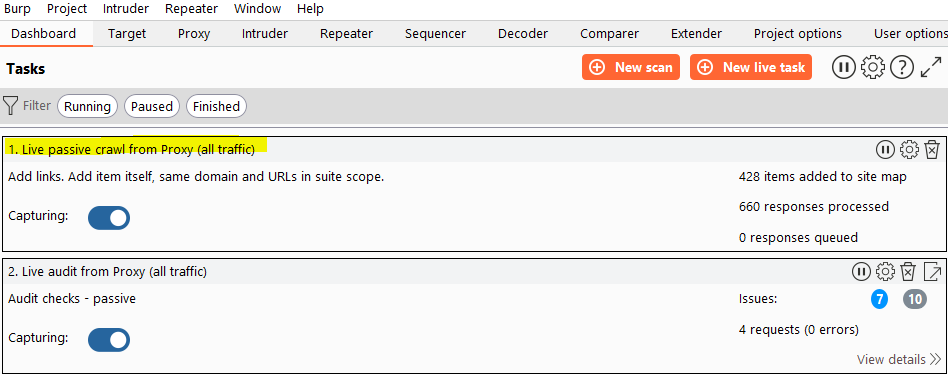 Burp Project Intruder Repeater Window Help
Dashboard Target Proxy Intruder Repeater Sequencer Decoder Comparer Extender Project options User options
Tasks New scan New live task
Filter Running Paused Finished
1. Live passive crawl from Proxy (all traffic)
Add links. Add item itself, same domain and URLs in suite scope. 428 items added to site map
Capturing: 660 responses processed
0 responses queued
2. Live audit from Proxy (all traffic)
Audit checks - passive Issues: 7 10
Capturing: 4 requests (0 errors)
View details